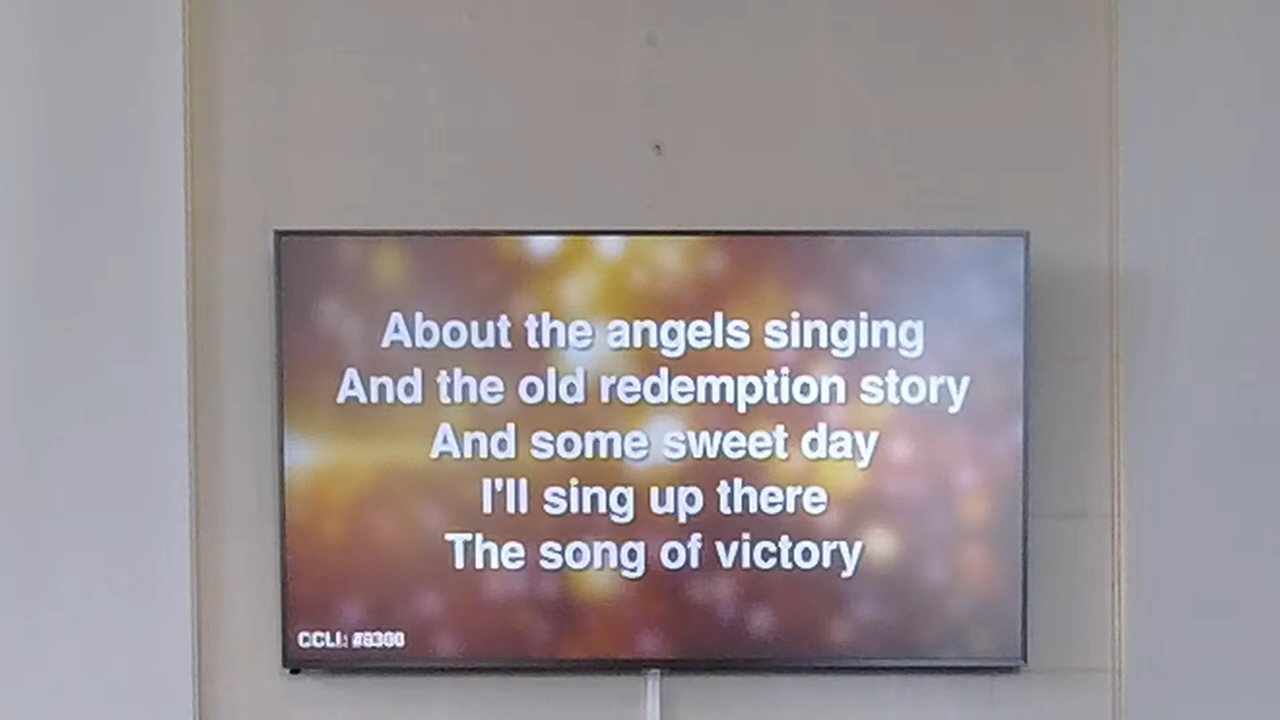 About the angels singing
And the old redemption story
And some sweet day
I'll sing up there
The song of victory
CCLI: